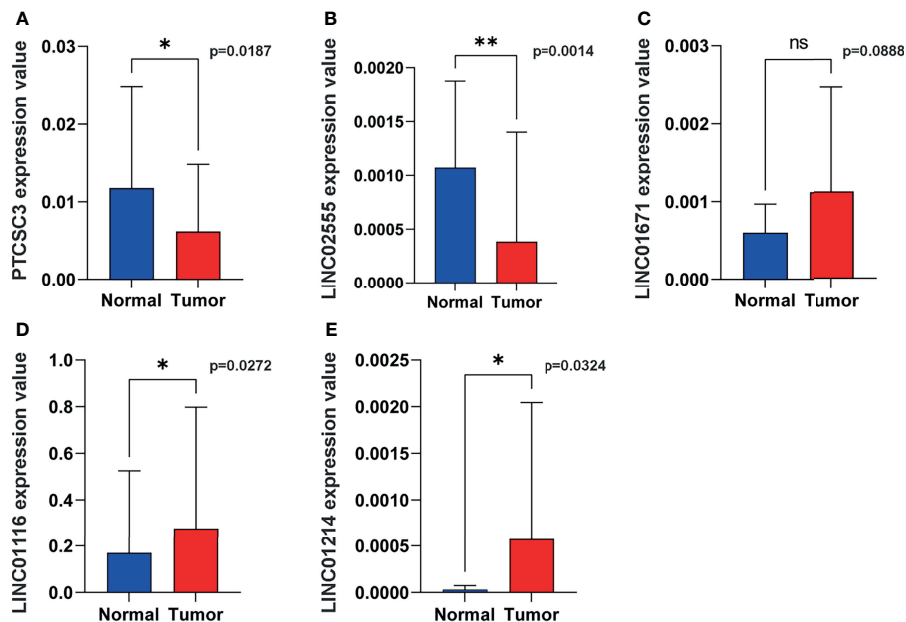 A
PTCSC3 expression value
0.03
0.02
0.01
0.00
*
p=0.0187
Normal Tumor
B
LINC02555 expression value
0.0020
0.0015
0.0010
0.0005
0.0000
**
p=0.0014
Normal Tumor
C
LINC01671 expression value
0.003
0.002
0.001
0.000
ns
p=0.0888
Normal Tumor
D
LINC01116 expression value
1.0
0.8
0.6
0.4
0.2
0.0
*
p=0.0272
Normal Tumor
E
LINC01214 expression value
0.0025
0.0020
0.0015
0.0010
0.0005
0.0000
*
p=0.0324
Normal Tumor